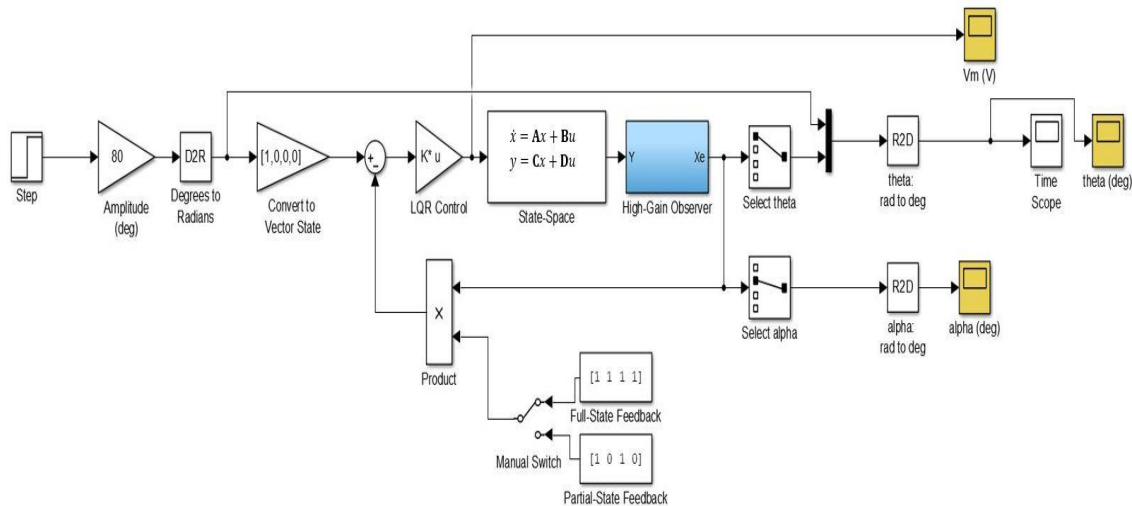 Vm (V)
Step
80
Amplitude
(deg)
D2R
Degrees to
Radians
[1,0,0,0]
Convert to
Vector State
+
−
K* u
LQR Control
ẋ = Ax + Bu
y = Cx + Du
State-Space
Y
Xe
High-Gain Observer
Select theta
R2D
theta:
rad to deg
Time
Scope
theta (deg)
X
Product
Select alpha
R2D
alpha:
rad to deg
alpha (deg)
[1 1 1 1]
Full-State Feedback
Manual Switch
[1 0 1 0]
Partial-State Feedback